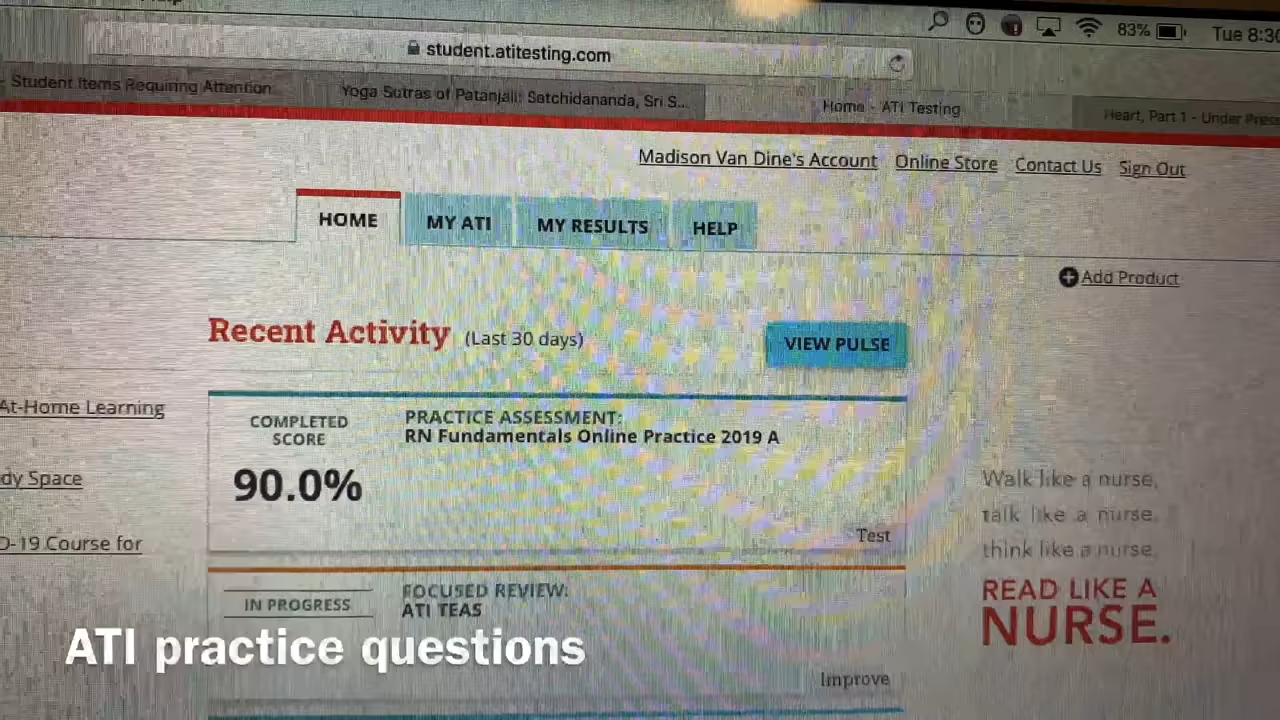 83%
Tue 8:30
student.atitesting.com
Student Items Requiring Attention
Yoga Sutras of Patanjali: Satchidananda, Sri S...
Home - ATI Testing
Heart, Part 1 - Under Pres
Madison Van Dine's Account Online Store Contact Us Sign Out
HOME MY ATI MY RESULTS HELP
Add Product
Recent Activity (Last 30 days)
VIEW PULSE
At-Home Learning
COMPLETED
SCORE
90.0%
PRACTICE ASSESSMENT:
RN Fundamentals Online Practice 2019 A
Test
dy Space
D-19 Course for
Walk like a nurse,
talk like a nurse,
think like a nurse.
READ LIKE A
NURSE.
IN PROGRESS
FOCUSED REVIEW:
ATI TEAS
Improve
ATI practice questions